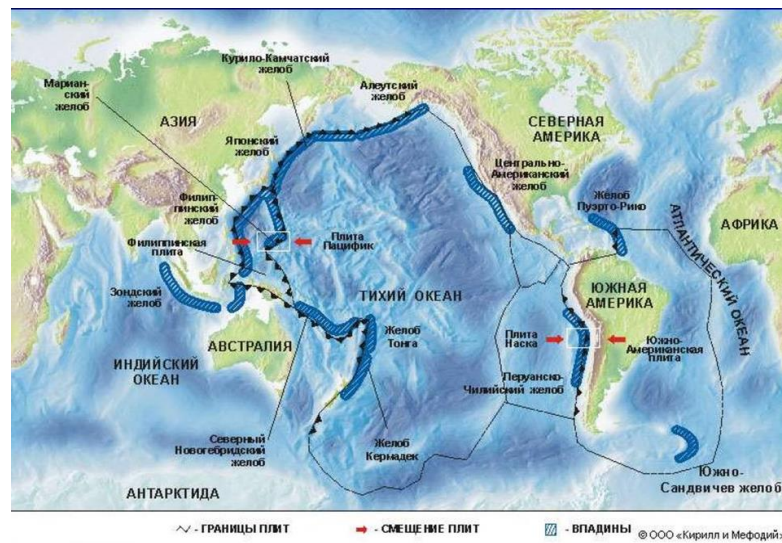 Курило-Камчатский
желоб
Мариан-
ский
желоб
Алеутский
желоб
АЗИЯ
СЕВЕРНАЯ
АМЕРИКА
Японский
желоб
Центрально-
Американский
желоб
Филип-
пинский
желоб
Желоб
Пуэрто-Рико
АФРИКА
Филиппинская
плита
Плита
Пацифик
АТЛАНТИЧЕСКИЙ ОКЕАН
Зондский
желоб
ТИХИЙ ОКЕАН
ЮЖНАЯ
АМЕРИКА
АВСТРАЛИЯ
Желоб
Тонга
Плита
Наска
Южно-
Американская
плита
ИНДИЙСКИЙ
ОКЕАН
Перуанско-
Чилийский желоб
Северный
Новогебридский
желоб
Желоб
Кермадек
Южно-
Сандвичев желоб
АНТАРКТИДА
- ГРАНИЦЫ ПЛИТ - СМЕЩЕНИЕ ПЛИТ - ВПАДИНЫ
© ООО «Кирилл и Мефодий»